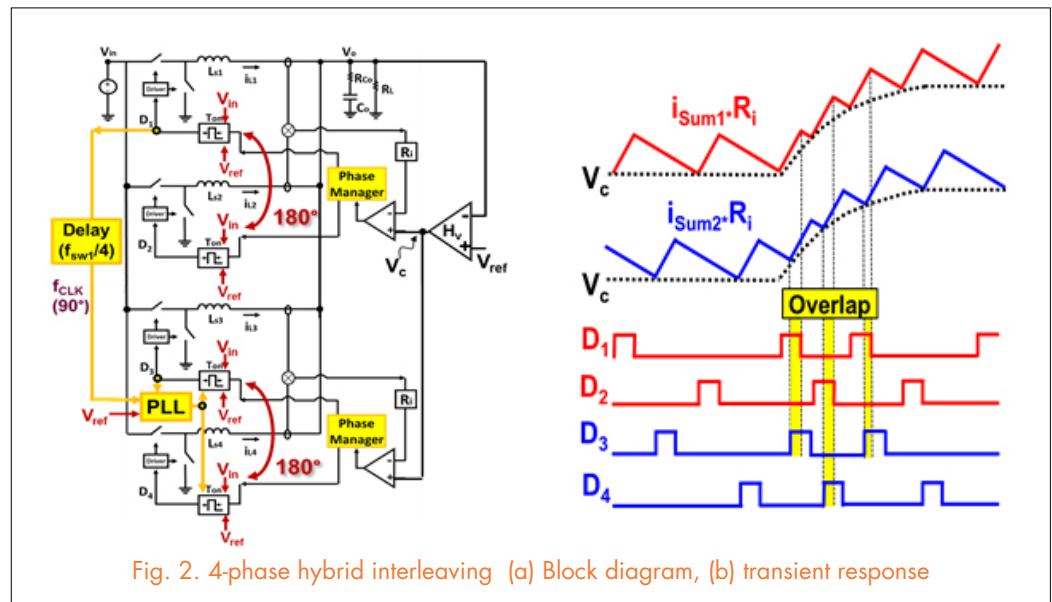 Vin
Ls1
iL1
Vo
RCo
RL
Co
Driver
D1
Ton
Vin
Vref
Ri
Phase
Manager
Ls2
iL2
180°
Vin
Driver
D2
Ton
Vref
Delay
(fsw1/4)
fCLK
(90°)
-
+
Hv
-
+
Vref
Vc
Ls3
iL3
Driver
D3
Ton
Vin
Vref
PLL
Vref
Ri
Phase
Manager
-
+
Ls4
iL4
180°
Vin
Driver
D4
Ton
Vref
iSum1*Ri
Vc
iSum2*Ri
Vc
Overlap
D1
D2
D3
D4
Fig. 2. 4-phase hybrid interleaving (a) Block diagram, (b) transient response